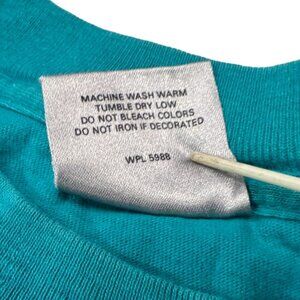 MACHINE WASH WARM
TUMBLE DRY LOW
DO NOT BLEACH COLORS
DO NOT IRON IF DECORATED
WPL 5988